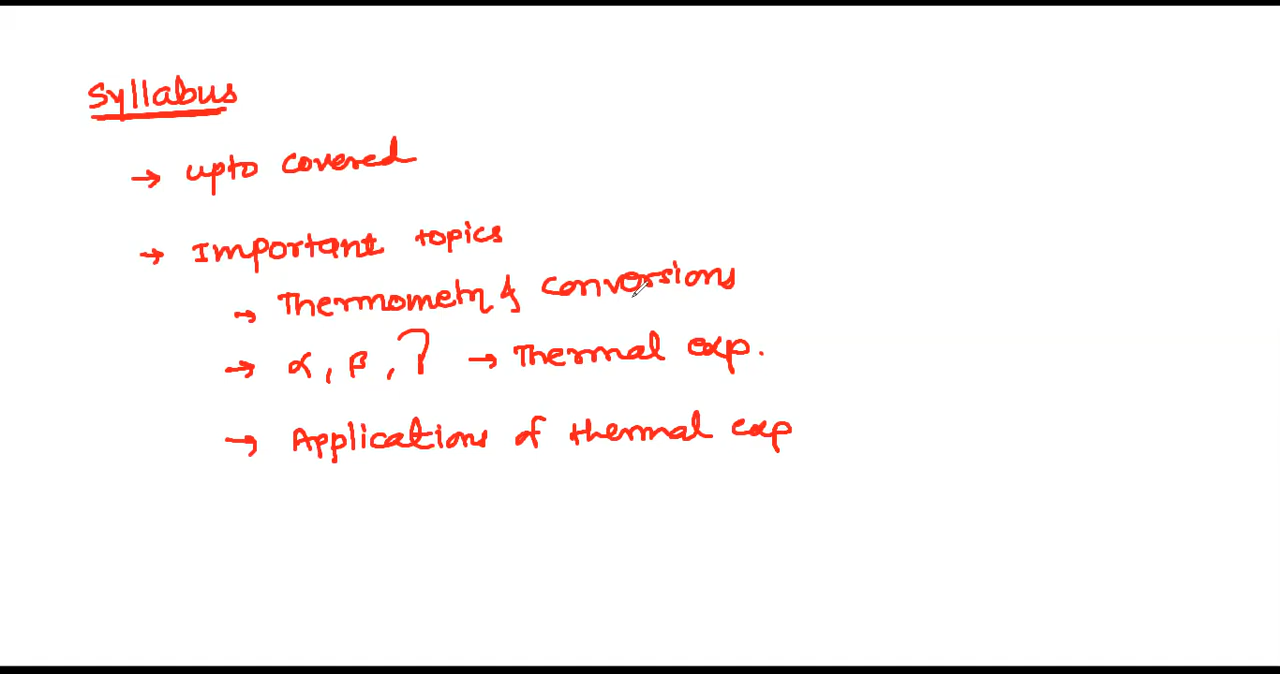 Syllabus
→ upto covered
→ Important topics
→ Thermometry & conversions
→ α, β, γ → Thermal exp.
→ Applications of thermal exp